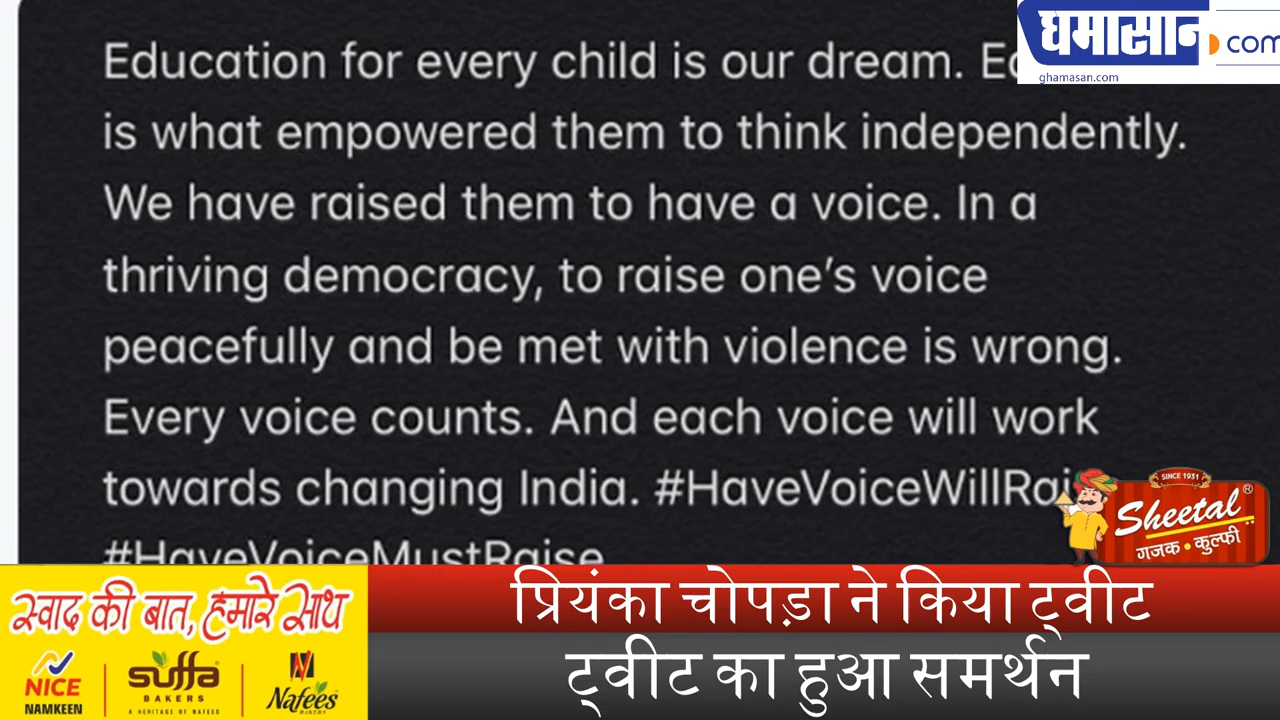 घमासान.com
ghamasan.com
Education for every child is our dream.
is what empowered them to think independently.
We have raised them to have a voice. In a
thriving democracy, to raise one's voice
peacefully and be met with violence is wrong.
Every voice counts. And each voice will work
towards changing India. #HaveVoiceWillRai
#HaveVoiceMustRaise
SINCE 1931
Sheetal®
गजक • कुल्फी
प्रियंका चोपड़ा ने किया ट्वीट
ट्वीट का हुआ समर्थन
स्वाद की बात, हमारे साथ
NICE
NAMKEEN
Suffa
BAKERS
A HERITAGE OF NAFEES
Nafees
BAKERY